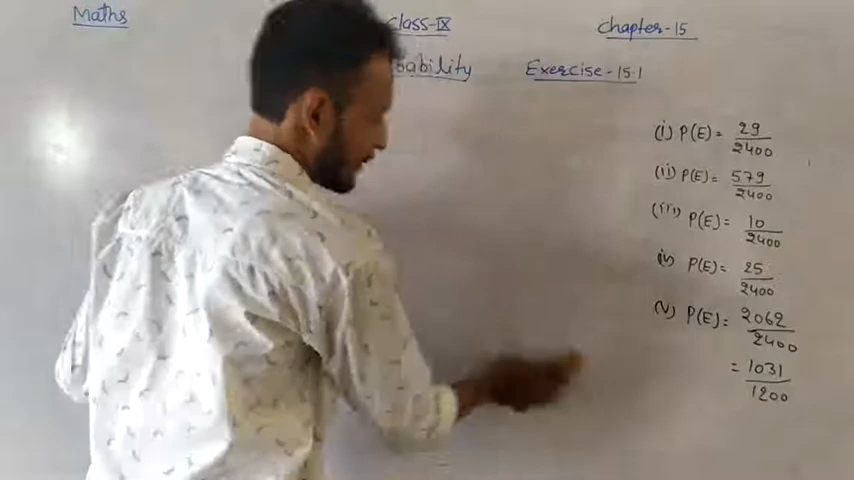 Maths Class-IX Chapter-15
bability Exercise-15.1
(i) P(E) = 29/2400
(ii) P(E) = 579/2400
(iii) P(E) = 10/2400
iv) P(E) = 25/2400
(v) P(E) = 2062/2400
= 1031/1200